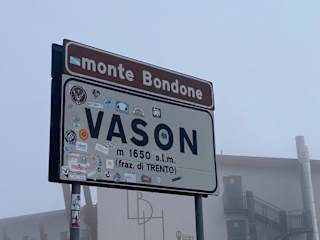 monte Bondone
VASON
m 1650 s.l.m.
(fraz. di TRENTO)